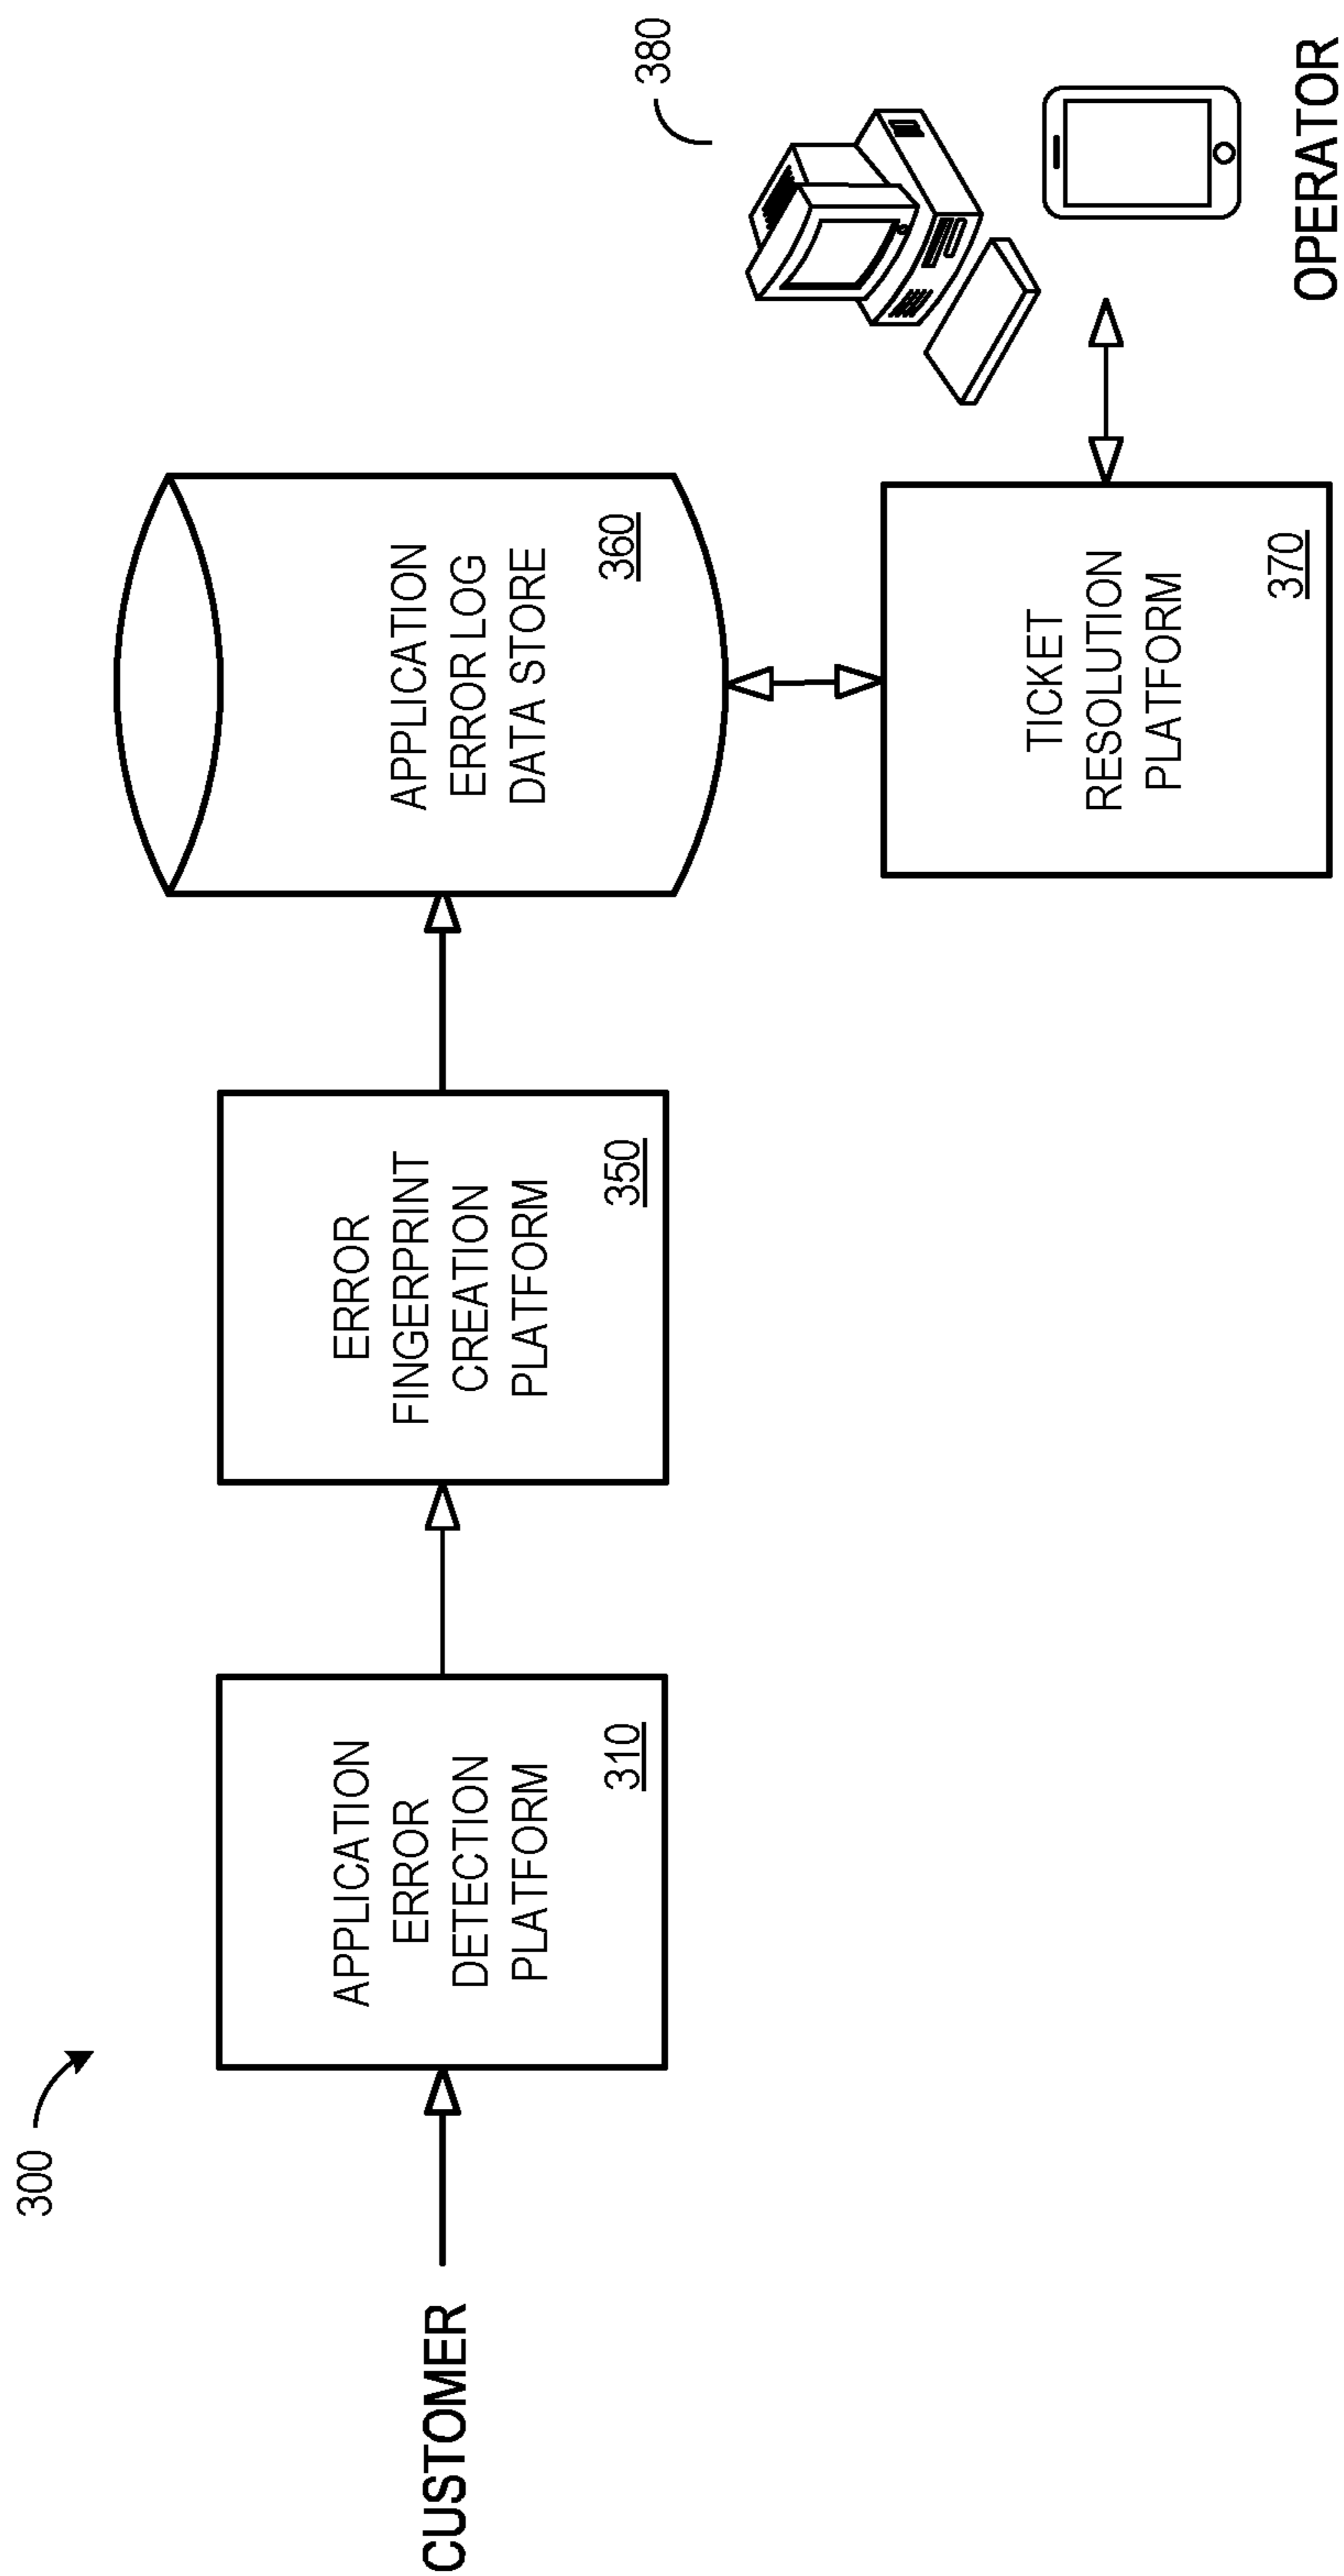 300
CUSTOMER
APPLICATION
ERROR
DETECTION
PLATFORM
310
ERROR
FINGERPRINT
CREATION
PLATFORM
350
APPLICATION
ERROR LOG
DATA STORE
360
TICKET
RESOLUTION
PLATFORM
370
380
OPERATOR